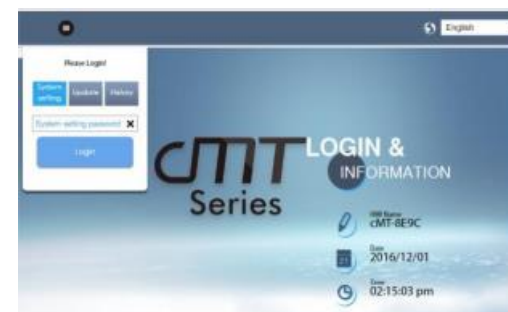 English
Please Login!
System setting
Update
History
System setting password
Login
cMT
Series
LOGIN &
INFORMATION
HMI Name
cMT-8E9C
Date
2016/12/01
Time
02:15:03 pm